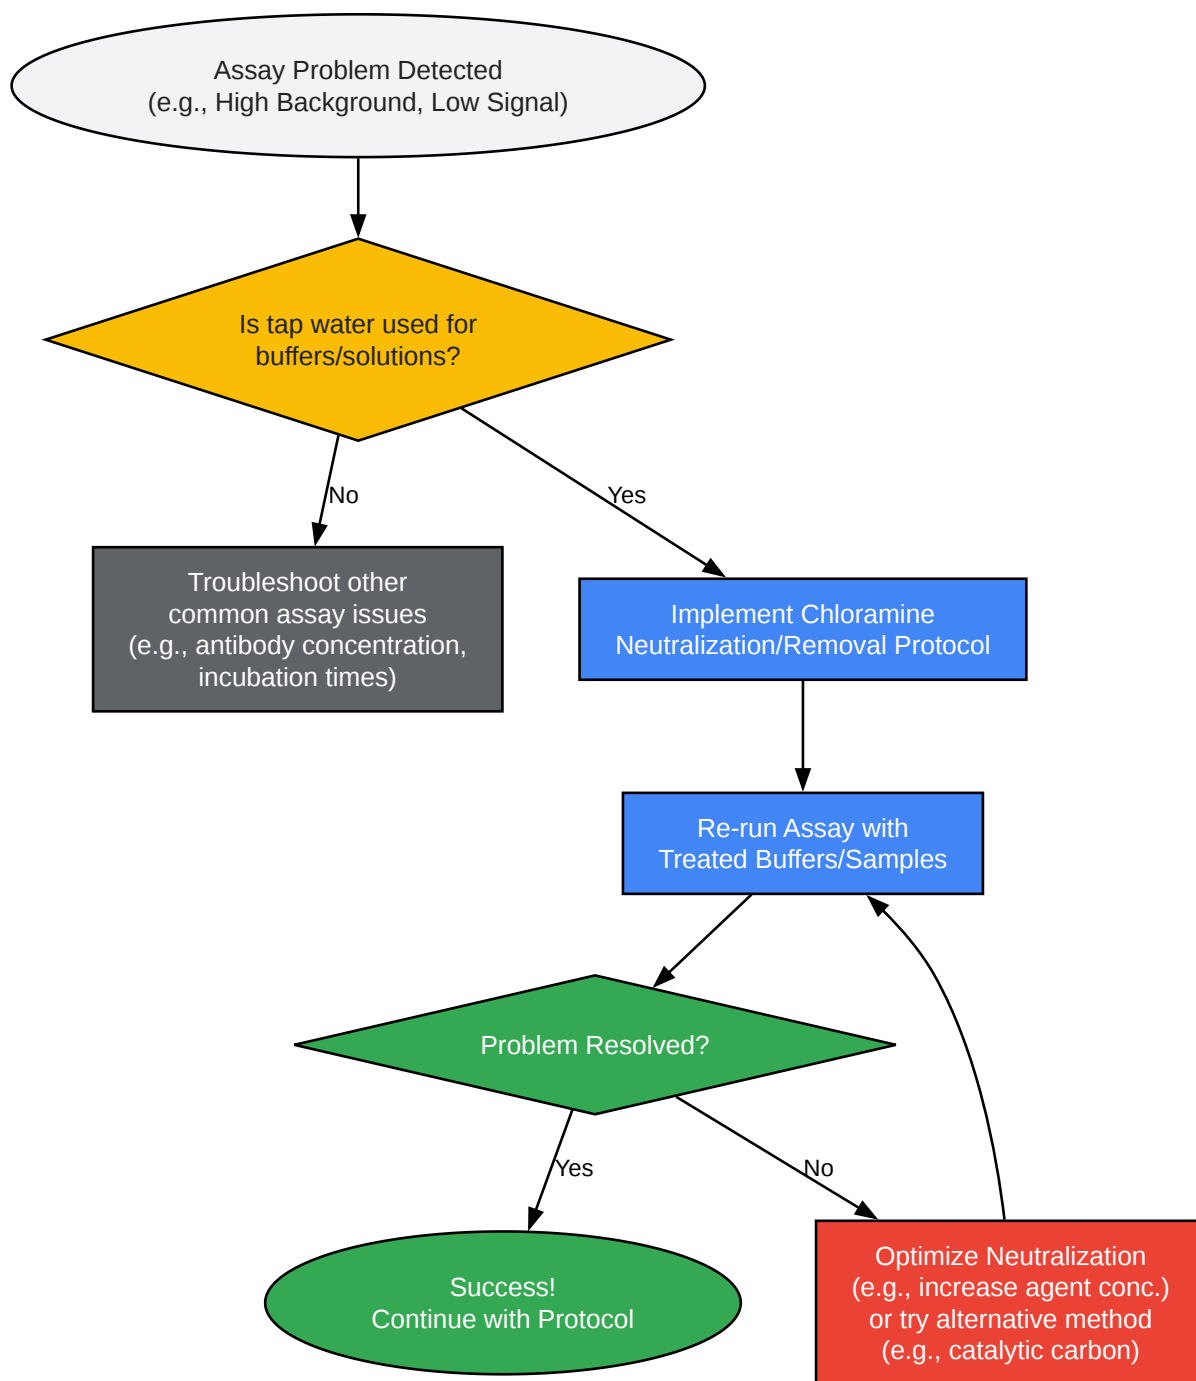 Assay Problem Detected
(e.g., High Background, Low Signal)
Is tap water used for
buffers/solutions?
No
Yes
Troubleshoot other
common assay issues
(e.g., antibody concentration,
incubation times)
Implement Chloramine
Neutralization/Removal Protocol
Re-run Assay with
Treated Buffers/Samples
Problem Resolved?
Yes
No
Success!
Continue with Protocol
Optimize Neutralization
(e.g., increase agent conc.)
or try alternative method
(e.g., catalytic carbon)